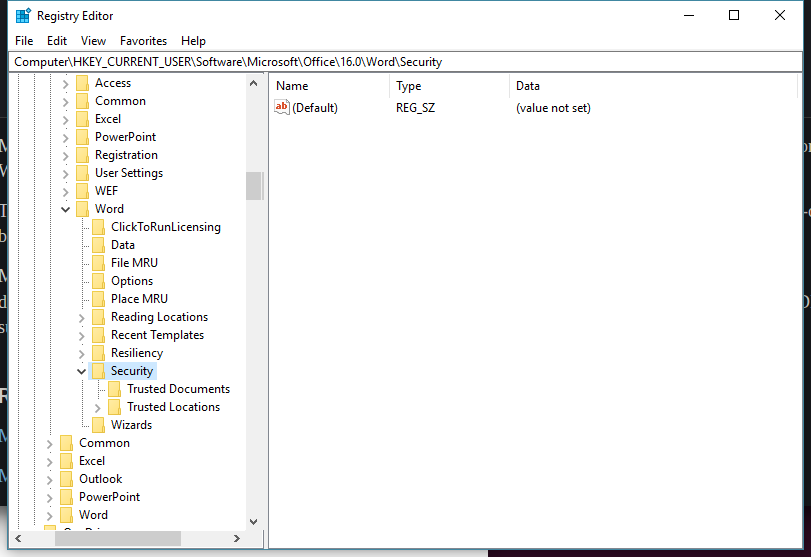 Registry Editor
File Edit View Favorites Help
Computer\HKEY_CURRENT_USER\Software\Microsoft\Office\16.0\Word\Security
Access
Common
Excel
PowerPoint
Registration
User Settings
WEF
Word
ClickToRunLicensing
Data
File MRU
Options
Place MRU
Reading Locations
Recent Templates
Resiliency
Security
Trusted Documents
Trusted Locations
Wizards
Common
Excel
Outlook
PowerPoint
Word
Name Type Data
ab (Default) REG_SZ (value not set)